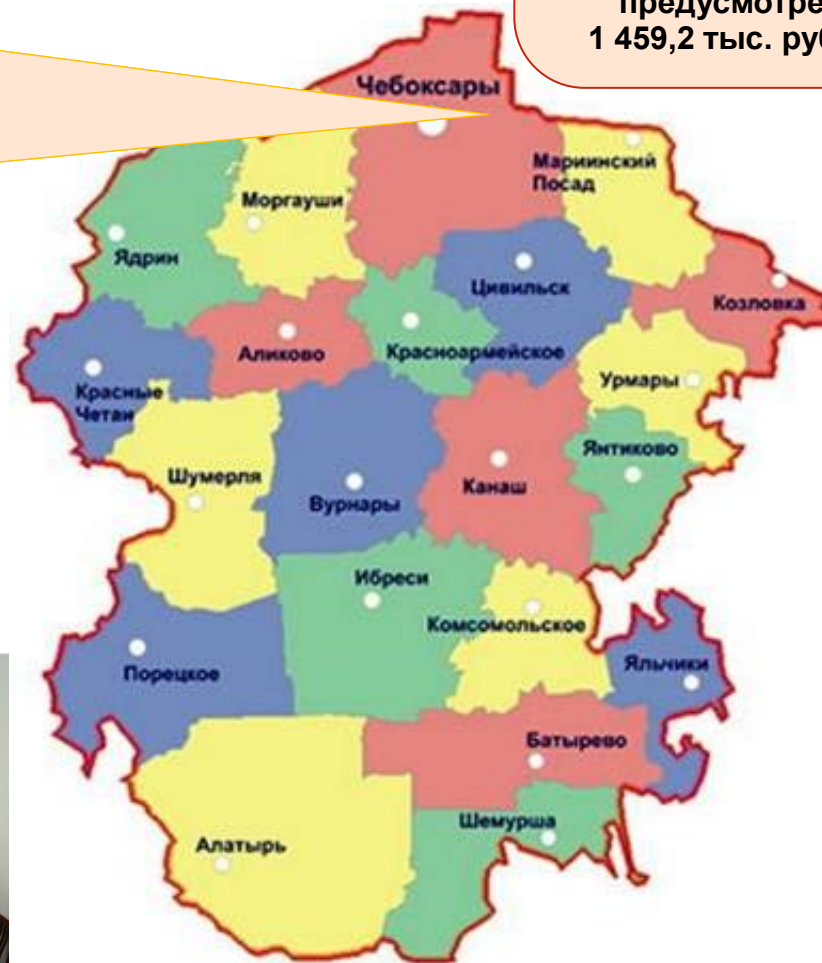 предусмотре
1 459,2 тыс. ру
Чебоксары
Мариинский
Посад
Моргауши
Ядрин
Цивильск
Козловка
Аликово
Красноармейское
Урмары
Красные
Четаи
Янтиково
Шумерля
Канаш
Вурнары
Ибреси
Комсомольское
Яльчики
Порецкое
Батырево
Шемурша
Алатырь